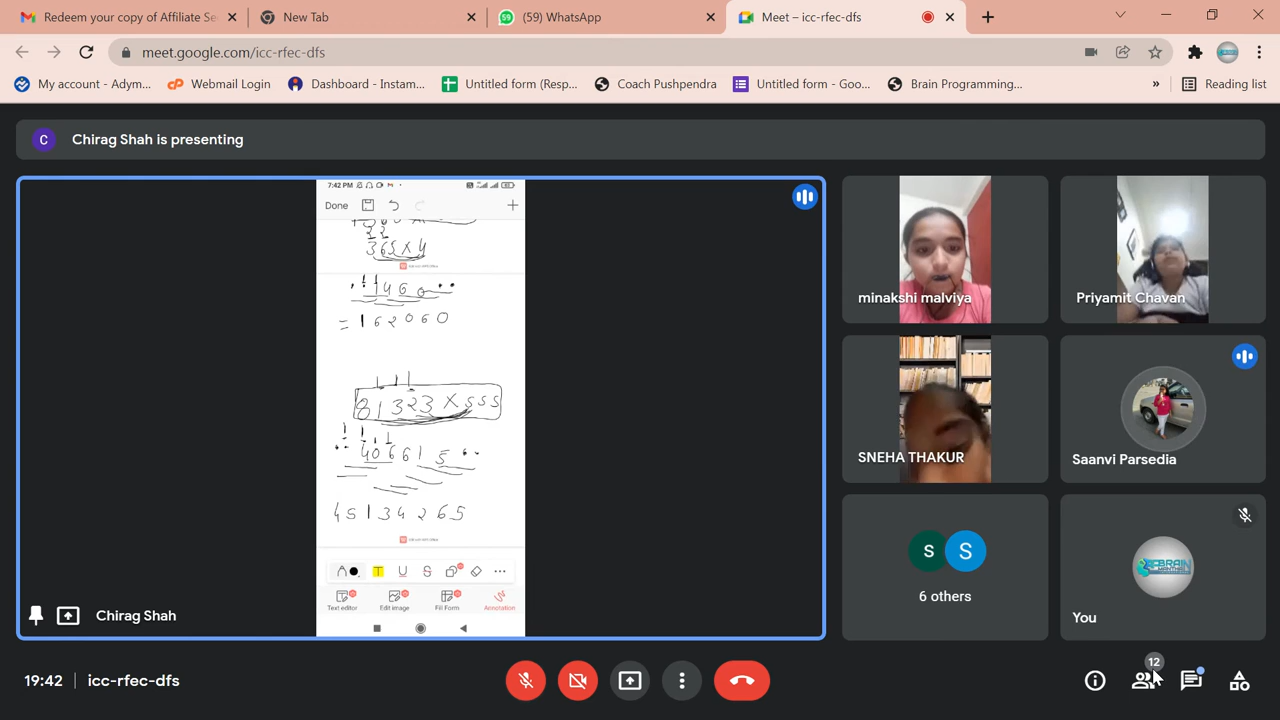 Redeem your copy of Affiliate Se
New Tab
(59) WhatsApp
Meet – icc-rfec-dfs
meet.google.com/icc-rfec-dfs
My account - Adym...
Webmail Login
Dashboard - Instam...
Untitled form (Resp...
Coach Pushpendra
Untitled form - Goo...
Brain Programming...
»
Reading list
C
Chirag Shah is presenting
7:42 PM
Done
365 X 4
1460
= 162060
81323 X 555
406615
45134265
Text editor
Edit image
Fill Form
Annotation
Chirag Shah
minakshi malviya
Priyamit Chavan
SNEHA THAKUR
Saanvi Parsedia
S S
6 others
You
19:42 | icc-rfec-dfs
12